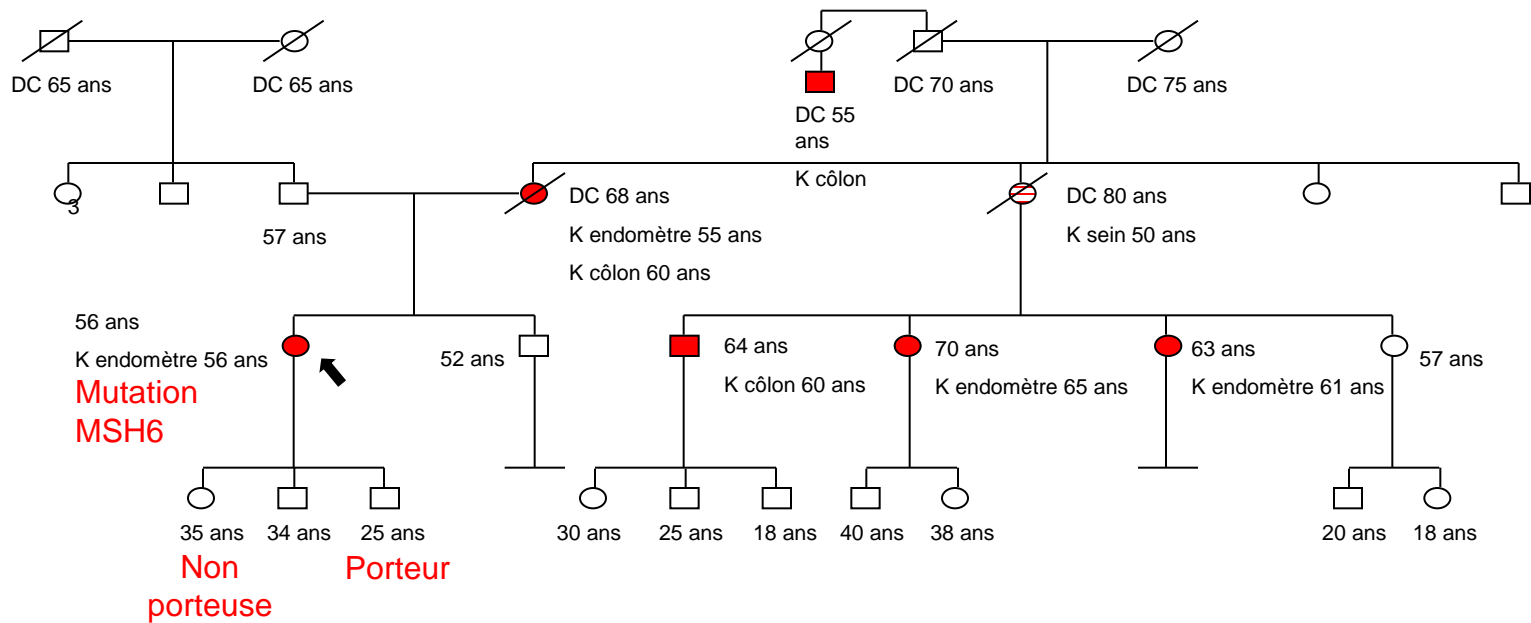 DC 65 ans
DC 65 ans
DC 55
ans
K côlon
DC 70 ans
DC 75 ans
3
57 ans
DC 68 ans
K endomètre 55 ans
K côlon 60 ans
DC 80 ans
K sein 50 ans
56 ans
K endomètre 56 ans
Mutation
MSH6
52 ans
64 ans
K côlon 60 ans
70 ans
K endomètre 65 ans
63 ans
K endomètre 61 ans
57 ans
35 ans
34 ans
25 ans
30 ans
25 ans
18 ans
40 ans
38 ans
20 ans
18 ans
Non
porteuse
Porteur